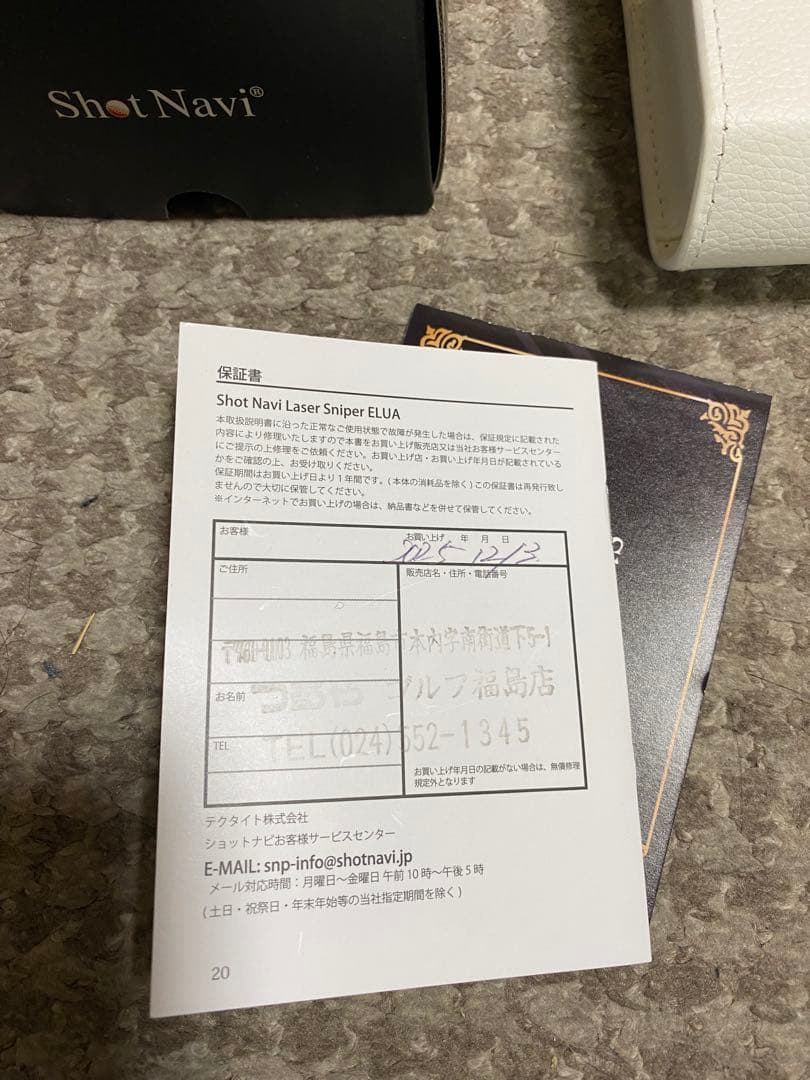 Shot Navi®
保証書
Shot Navi Laser Sniper ELUA
本取扱説明書に沿った正常なご使用状態で故障が発生した場合は、保証規定に記載された
内容により修理いたしますので本書をお買い上げ販売店又は当社お客様サービスセンター
にご提示の上修理をご依頼ください。お買い上げ店・お買い上げ年月日が記載されている
かをご確認の上、お受け取りください。
保証期間はお買い上げ日より1年間です。(本体の消耗品を除く)この保証書は再発行致し
ませんので大切に保管してください。
※インターネットでお買い上げの場合は、納品書などを併せて保管してください。
お客様
お買い上げ 年 月 日
2025 12/13
ご住所
販売店名・住所・電話番号
福島県福島市本内字南街道下5-1
お名前
つるや ゴルフ福島店
TEL
TEL(024)552-1345
お買い上げ年月日の記載がない場合は、無償修理
規定外となります
テクタイト株式会社
ショットナビお客様サービスセンター
E-MAIL: snp-info@shotnavi.jp
メール対応時間：月曜日～金曜日 午前10時～午後5時
(土日・祝祭日・年末年始等の当社指定期間を除く)
20